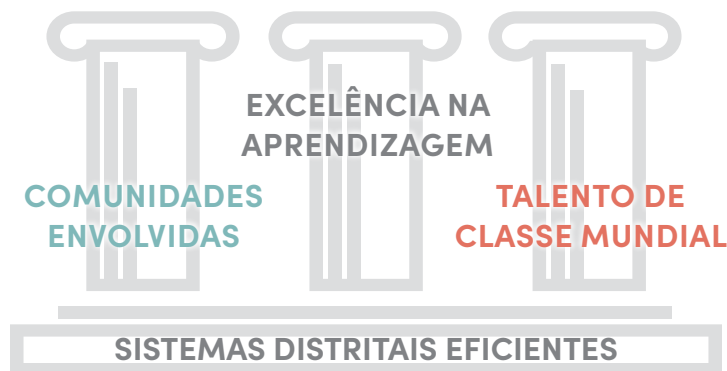 EXCELÊNCIA NA
APRENDIZAGEM
COMUNIDADES
ENVOLVIDAS
TALENTO DE
CLASSE MUNDIAL
SISTEMAS DISTRITAIS EFICIENTES